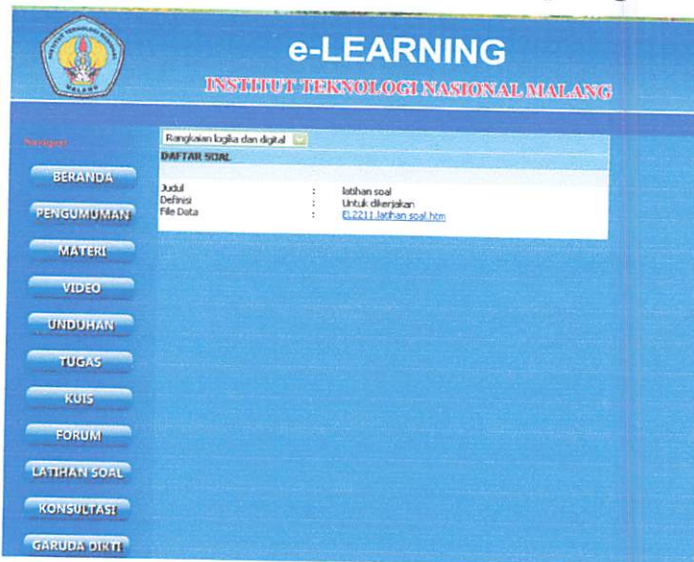 e-LEARNING
INSTITUT TEKNOLOGI NASIONAL MALANG
Rangkaian logika dan digital
DAFTAR SOAL
Judul : latihan soal
Definisi : Untuk dikerjakan
File Data : EL2211.latihan soal.htm
BERANDA
PENGUMUMAN
MATERI
VIDEO
UNDUHAN
TUGAS
KUIS
FORUM
LATIHAN SOAL
KONSULTASI
GARUDA DIKTI